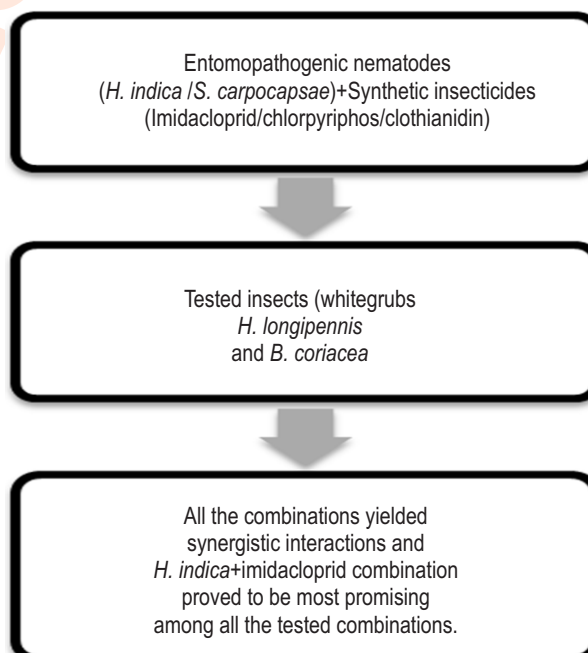 Entomopathogenic nematodes
(H. indica /S. carpocapsae)+Synthetic insecticides
(Imidacloprid/chlorpyriphos/clothianidin)
Tested insects (whitegrubs
H. longipennis
and B. coriacea
All the combinations yielded
synergistic interactions and
H. indica+imidacloprid combination
proved to be most promising
among all the tested combinations.